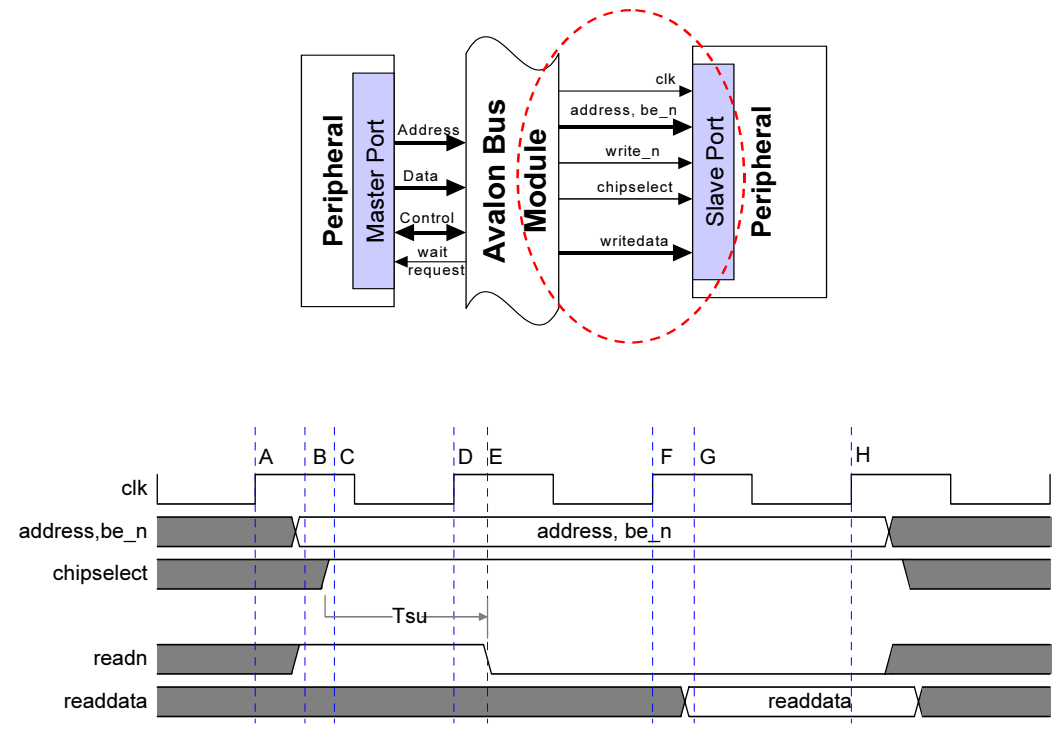 Peripheral
Master Port
Address
Data
Control
wait
request
Avalon Bus
Module
clk
address, be_n
write_n
chipselect
writedata
Slave Port
Peripheral
A B C D E F G H
clk
address,be_n address, be_n
chipselect
Tsu
readn
readdata readdata